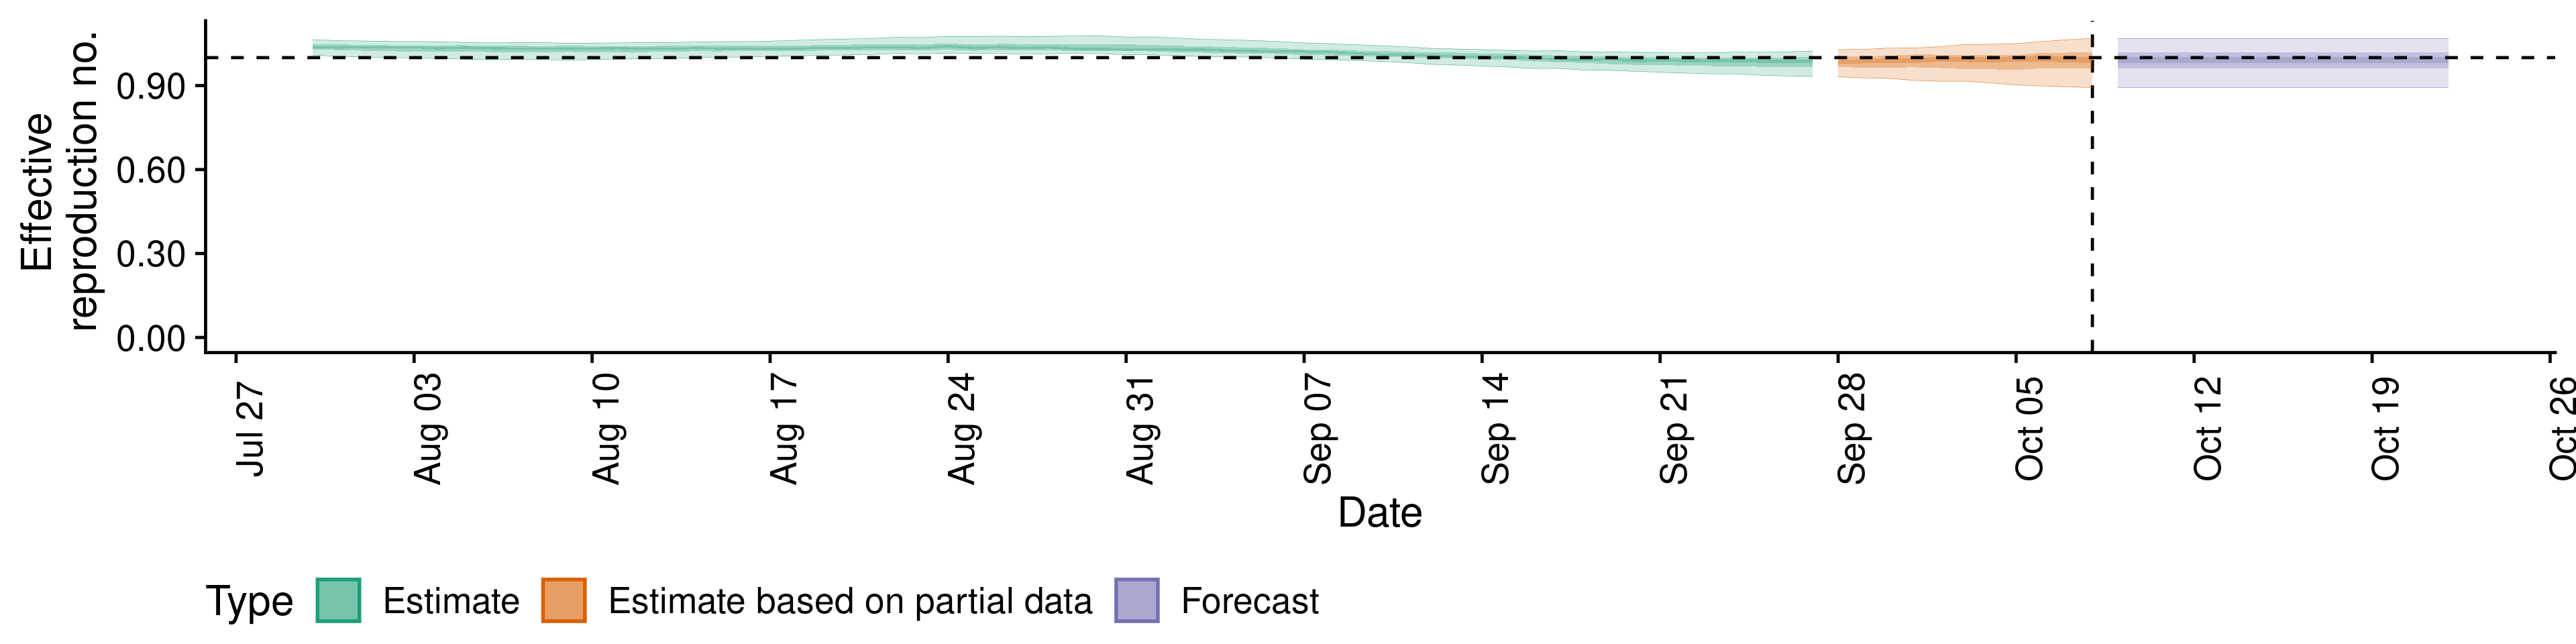 Effective
reproduction no.
0.90
0.60
0.30
0.00
Jul 27
Aug 03
Aug 10
Aug 17
Aug 24
Aug 31
Sep 07
Sep 14
Sep 21
Sep 28
Oct 05
Oct 12
Oct 19
Oct 26
Date
Type
Estimate
Estimate based on partial data
Forecast